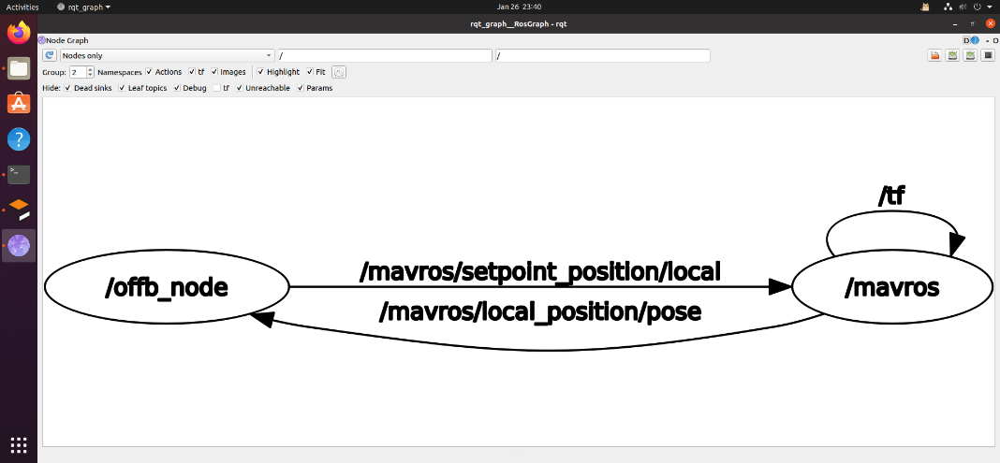 Activities rqt_graph Jan 26 23:40
rqt_graph__RosGraph - rqt
Node Graph D ? - O
Nodes only / /
Group: 2 Namespaces Actions tf Images Highlight Fit
Hide: Dead sinks Leaf topics Debug tf Unreachable Params
/tf
/mavros/setpoint_position/local
/offb_node /mavros
/mavros/local_position/pose